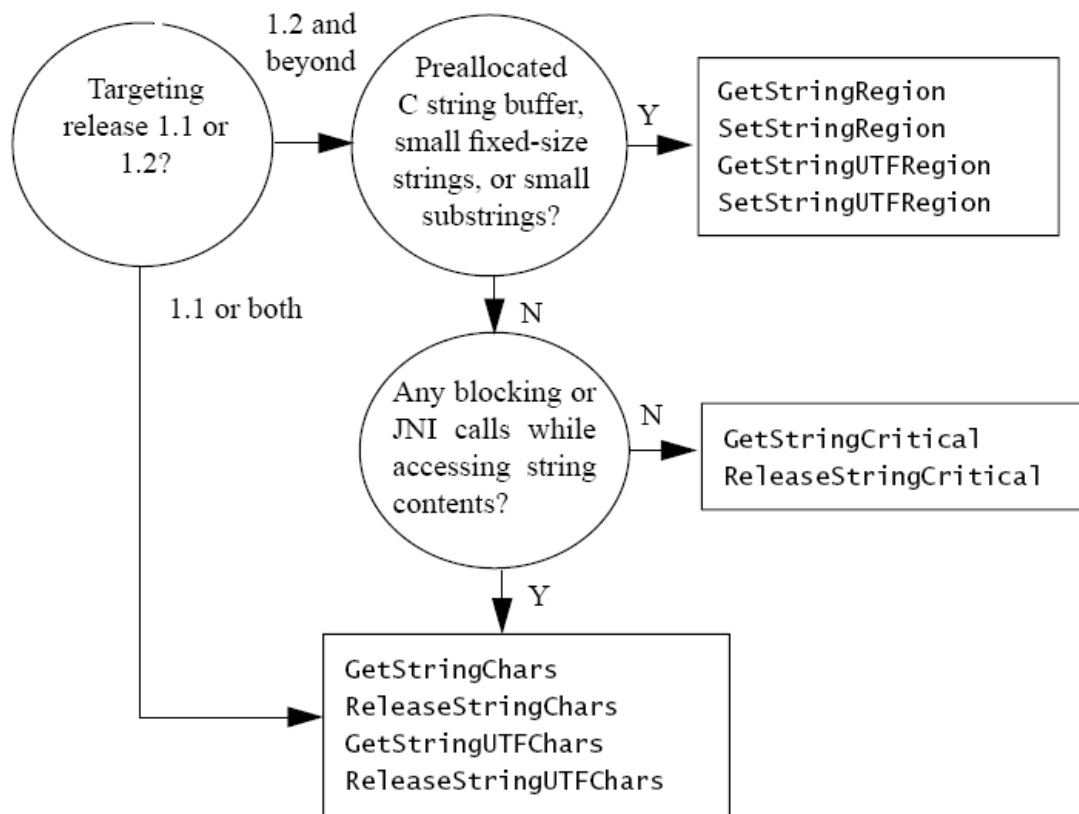 Targeting
release 1.1 or
1.2?
1.2 and
beyond
Preallocated
C string buffer,
small fixed-size
strings, or small
substrings?
Y
GetStringRegion
SetStringRegion
GetStringUTFRegion
SetStringUTFRegion
1.1 or both
N
Any blocking or
JNI calls while
accessing string
contents?
N
GetStringCritical
ReleaseStringCritical
Y
GetStringChars
ReleaseStringChars
GetStringUTFChars
ReleaseStringUTFChars